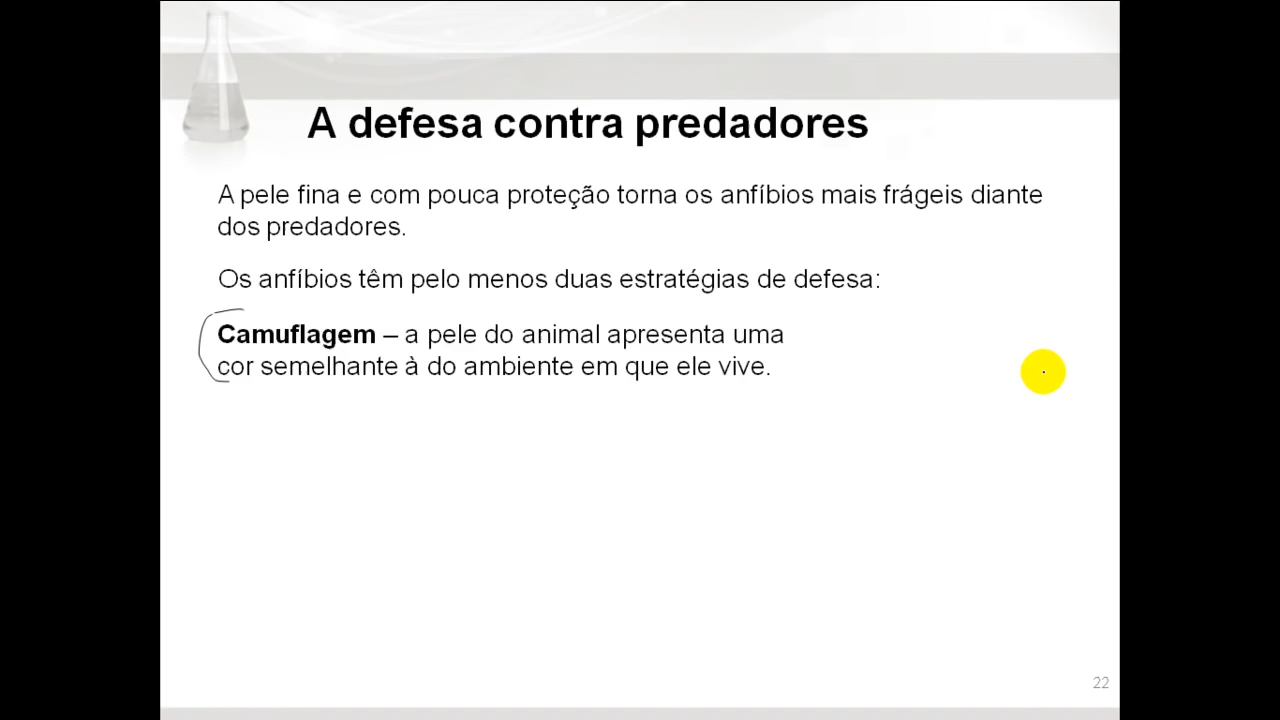 A defesa contra predadores
A pele fina e com pouca proteção torna os anfíbios mais frágeis diante
dos predadores.
Os anfíbios têm pelo menos duas estratégias de defesa:
Camuflagem – a pele do animal apresenta uma
cor semelhante à do ambiente em que ele vive.
22